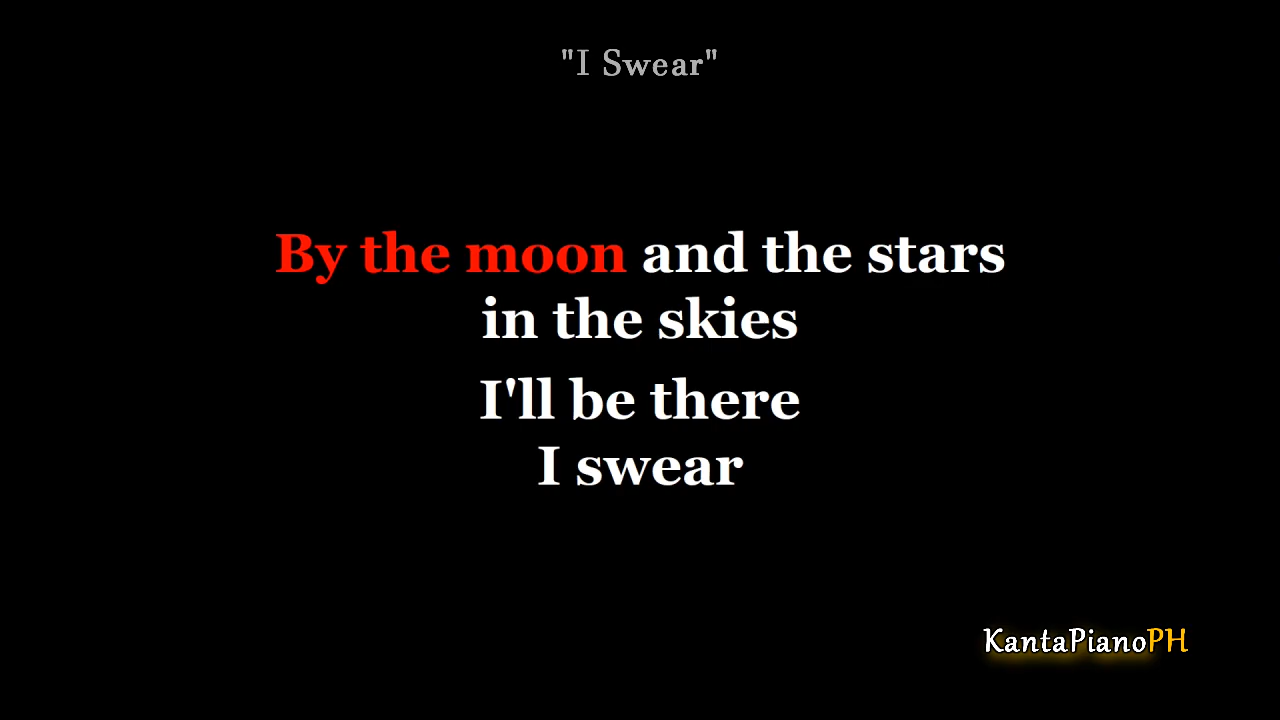 "I Swear"
By the moon and the stars
in the skies
I'll be there
I swear
KantaPianoPH